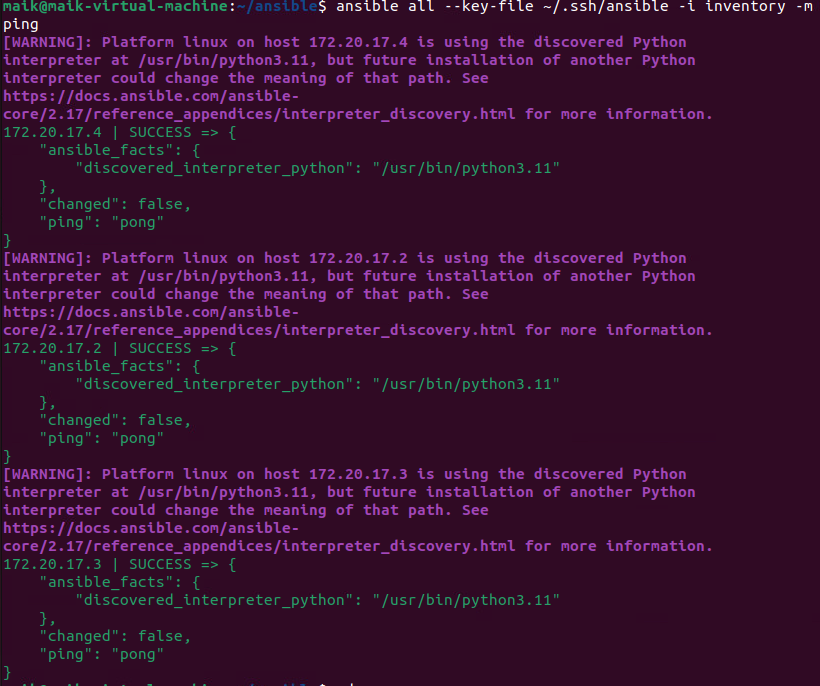 maik@maik-virtual-machine:~/ansible$ ansible all --key-file ~/.ssh/ansible -i inventory -m
ping
[WARNING]: Platform linux on host 172.20.17.4 is using the discovered Python
interpreter at /usr/bin/python3.11, but future installation of another Python
interpreter could change the meaning of that path. See
https://docs.ansible.com/ansible-
core/2.17/reference_appendices/interpreter_discovery.html for more information.
172.20.17.4 | SUCCESS => {
    "ansible_facts": {
        "discovered_interpreter_python": "/usr/bin/python3.11"
    },
    "changed": false,
    "ping": "pong"
}
[WARNING]: Platform linux on host 172.20.17.2 is using the discovered Python
interpreter at /usr/bin/python3.11, but future installation of another Python
interpreter could change the meaning of that path. See
https://docs.ansible.com/ansible-
core/2.17/reference_appendices/interpreter_discovery.html for more information.
172.20.17.2 | SUCCESS => {
    "ansible_facts": {
        "discovered_interpreter_python": "/usr/bin/python3.11"
    },
    "changed": false,
    "ping": "pong"
}
[WARNING]: Platform linux on host 172.20.17.3 is using the discovered Python
interpreter at /usr/bin/python3.11, but future installation of another Python
interpreter could change the meaning of that path. See
https://docs.ansible.com/ansible-
core/2.17/reference_appendices/interpreter_discovery.html for more information.
172.20.17.3 | SUCCESS => {
    "ansible_facts": {
        "discovered_interpreter_python": "/usr/bin/python3.11"
    },
    "changed": false,
    "ping": "pong"
}